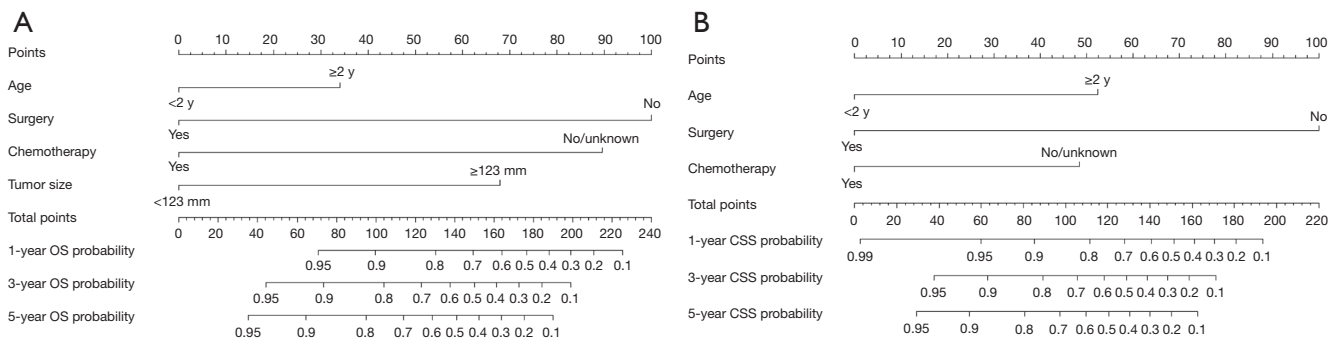 A
Points 0 10 20 30 40 50 60 70 80 90 100
≥2 y
Age
<2 y No
Surgery
Yes No/unknown
Chemotherapy
Yes ≥123 mm
Tumor size
<123 mm
Total points
0 20 40 60 80 100 120 140 160 180 200 220 240
1-year OS probability
0.95 0.9 0.8 0.7 0.6 0.5 0.4 0.3 0.2 0.1
3-year OS probability
0.95 0.9 0.8 0.7 0.6 0.5 0.4 0.3 0.2 0.1
5-year OS probability
0.95 0.9 0.8 0.7 0.6 0.5 0.4 0.3 0.2 0.1
B
0 10 20 30 40 50 60 70 80 90 100
Points
≥2 y
Age
<2 y No
Surgery
Yes No/unknown
Chemotherapy
Yes
Total points
0 20 40 60 80 100 120 140 160 180 200 220
1-year CSS probability
0.99 0.95 0.9 0.8 0.7 0.6 0.5 0.4 0.3 0.2 0.1
3-year CSS probability
0.95 0.9 0.8 0.7 0.6 0.5 0.4 0.3 0.2 0.1
5-year CSS probability
0.95 0.9 0.8 0.7 0.6 0.5 0.4 0.3 0.2 0.1